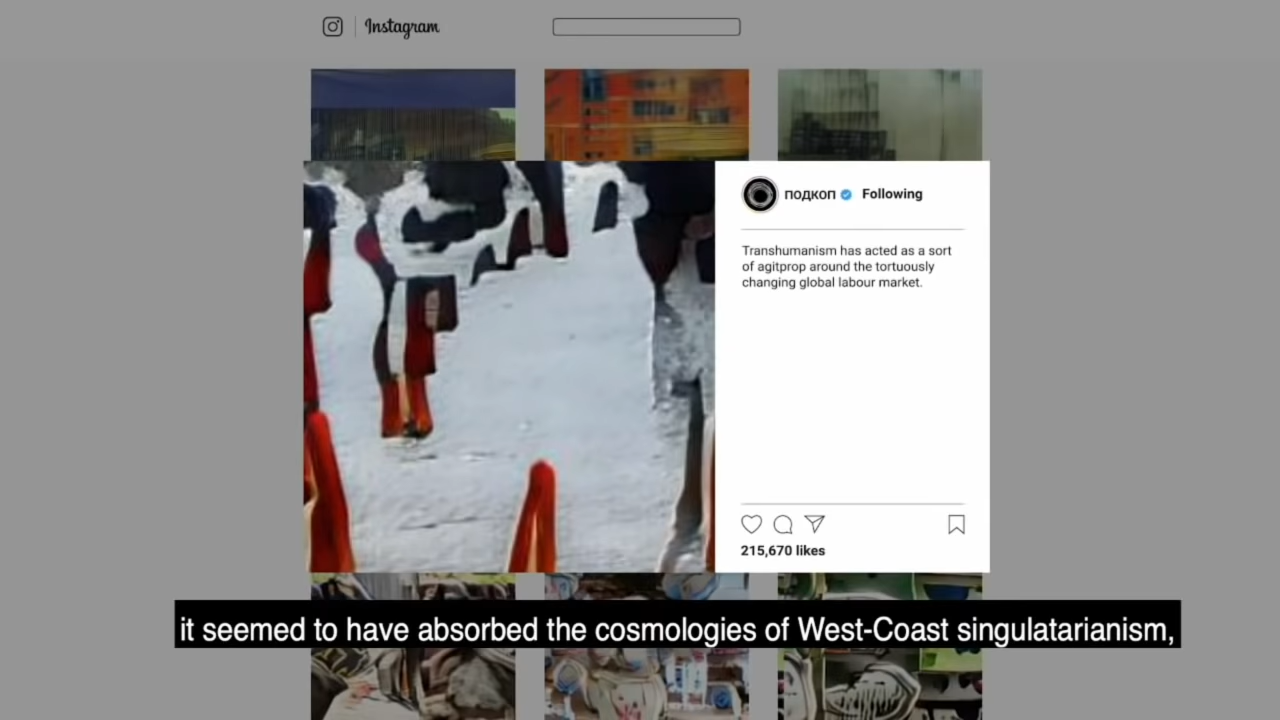 Instagram
подкоп Following
Transhumanism has acted as a sort
of agitprop around the tortuously
changing global labour market.
215,670 likes
it seemed to have absorbed the cosmologies of West-Coast singulatarianism,